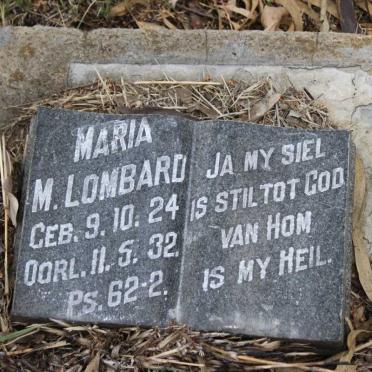 MARIA
M. LOMBARD
GEB. 9. 10. 24
OORL. 11. 5. 32.
PS. 62-2.
JA MY SIEL
IS STIL TOT GOD
VAN HOM
IS MY HEIL.